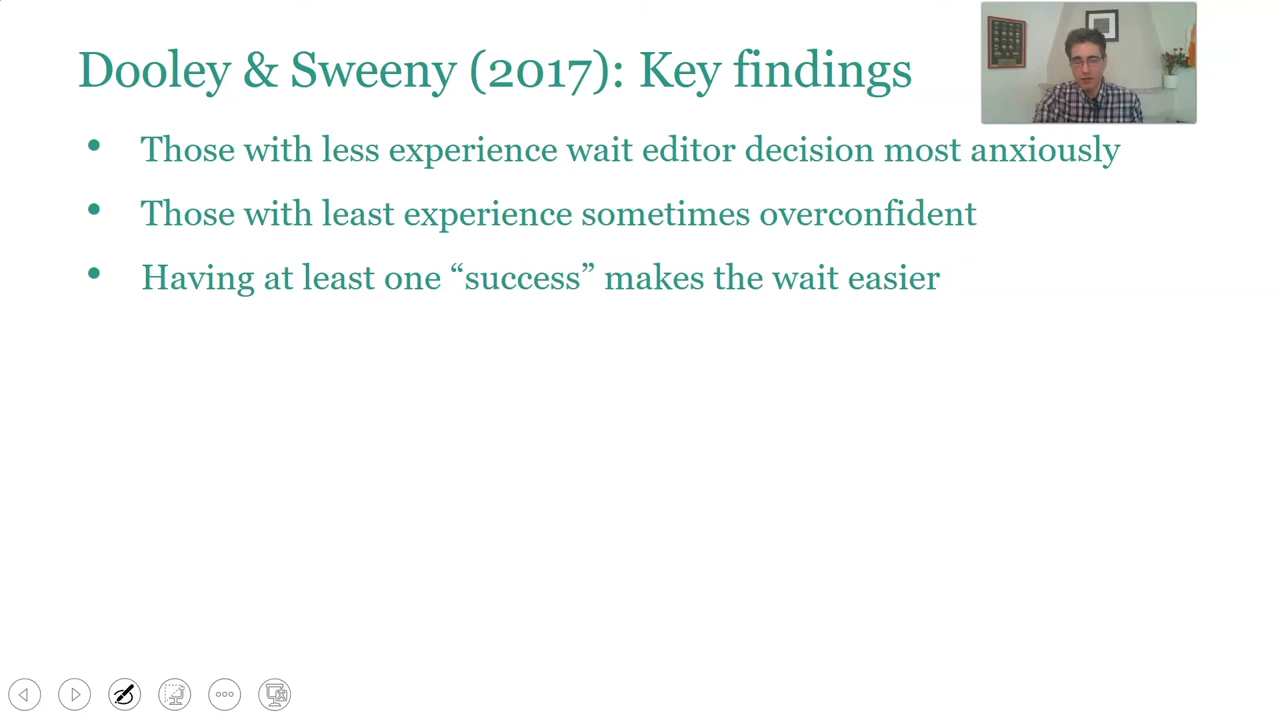 Dooley & Sweeny (2017): Key findings
• Those with less experience wait editor decision most anxiously
• Those with least experience sometimes overconfident
• Having at least one “success” makes the wait easier